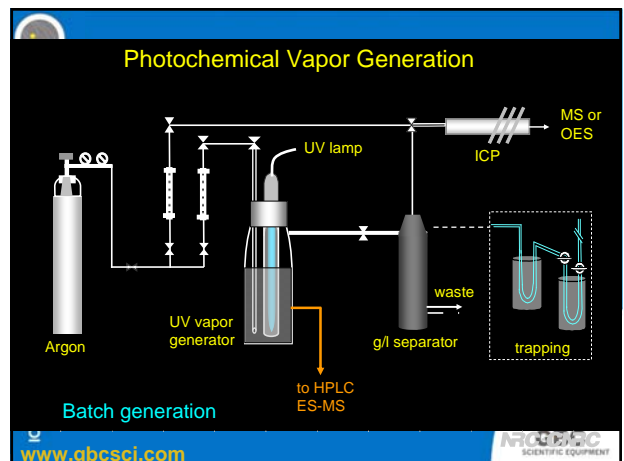 Photochemical Vapor Generation
MS or
OES
UV lamp
ICP
waste
UV vapor
generator
Argon
g/l separator
trapping
to HPLC
ES-MS
Batch generation
www.gbcsci.com
SCIENTIFIC EQUIPMENT